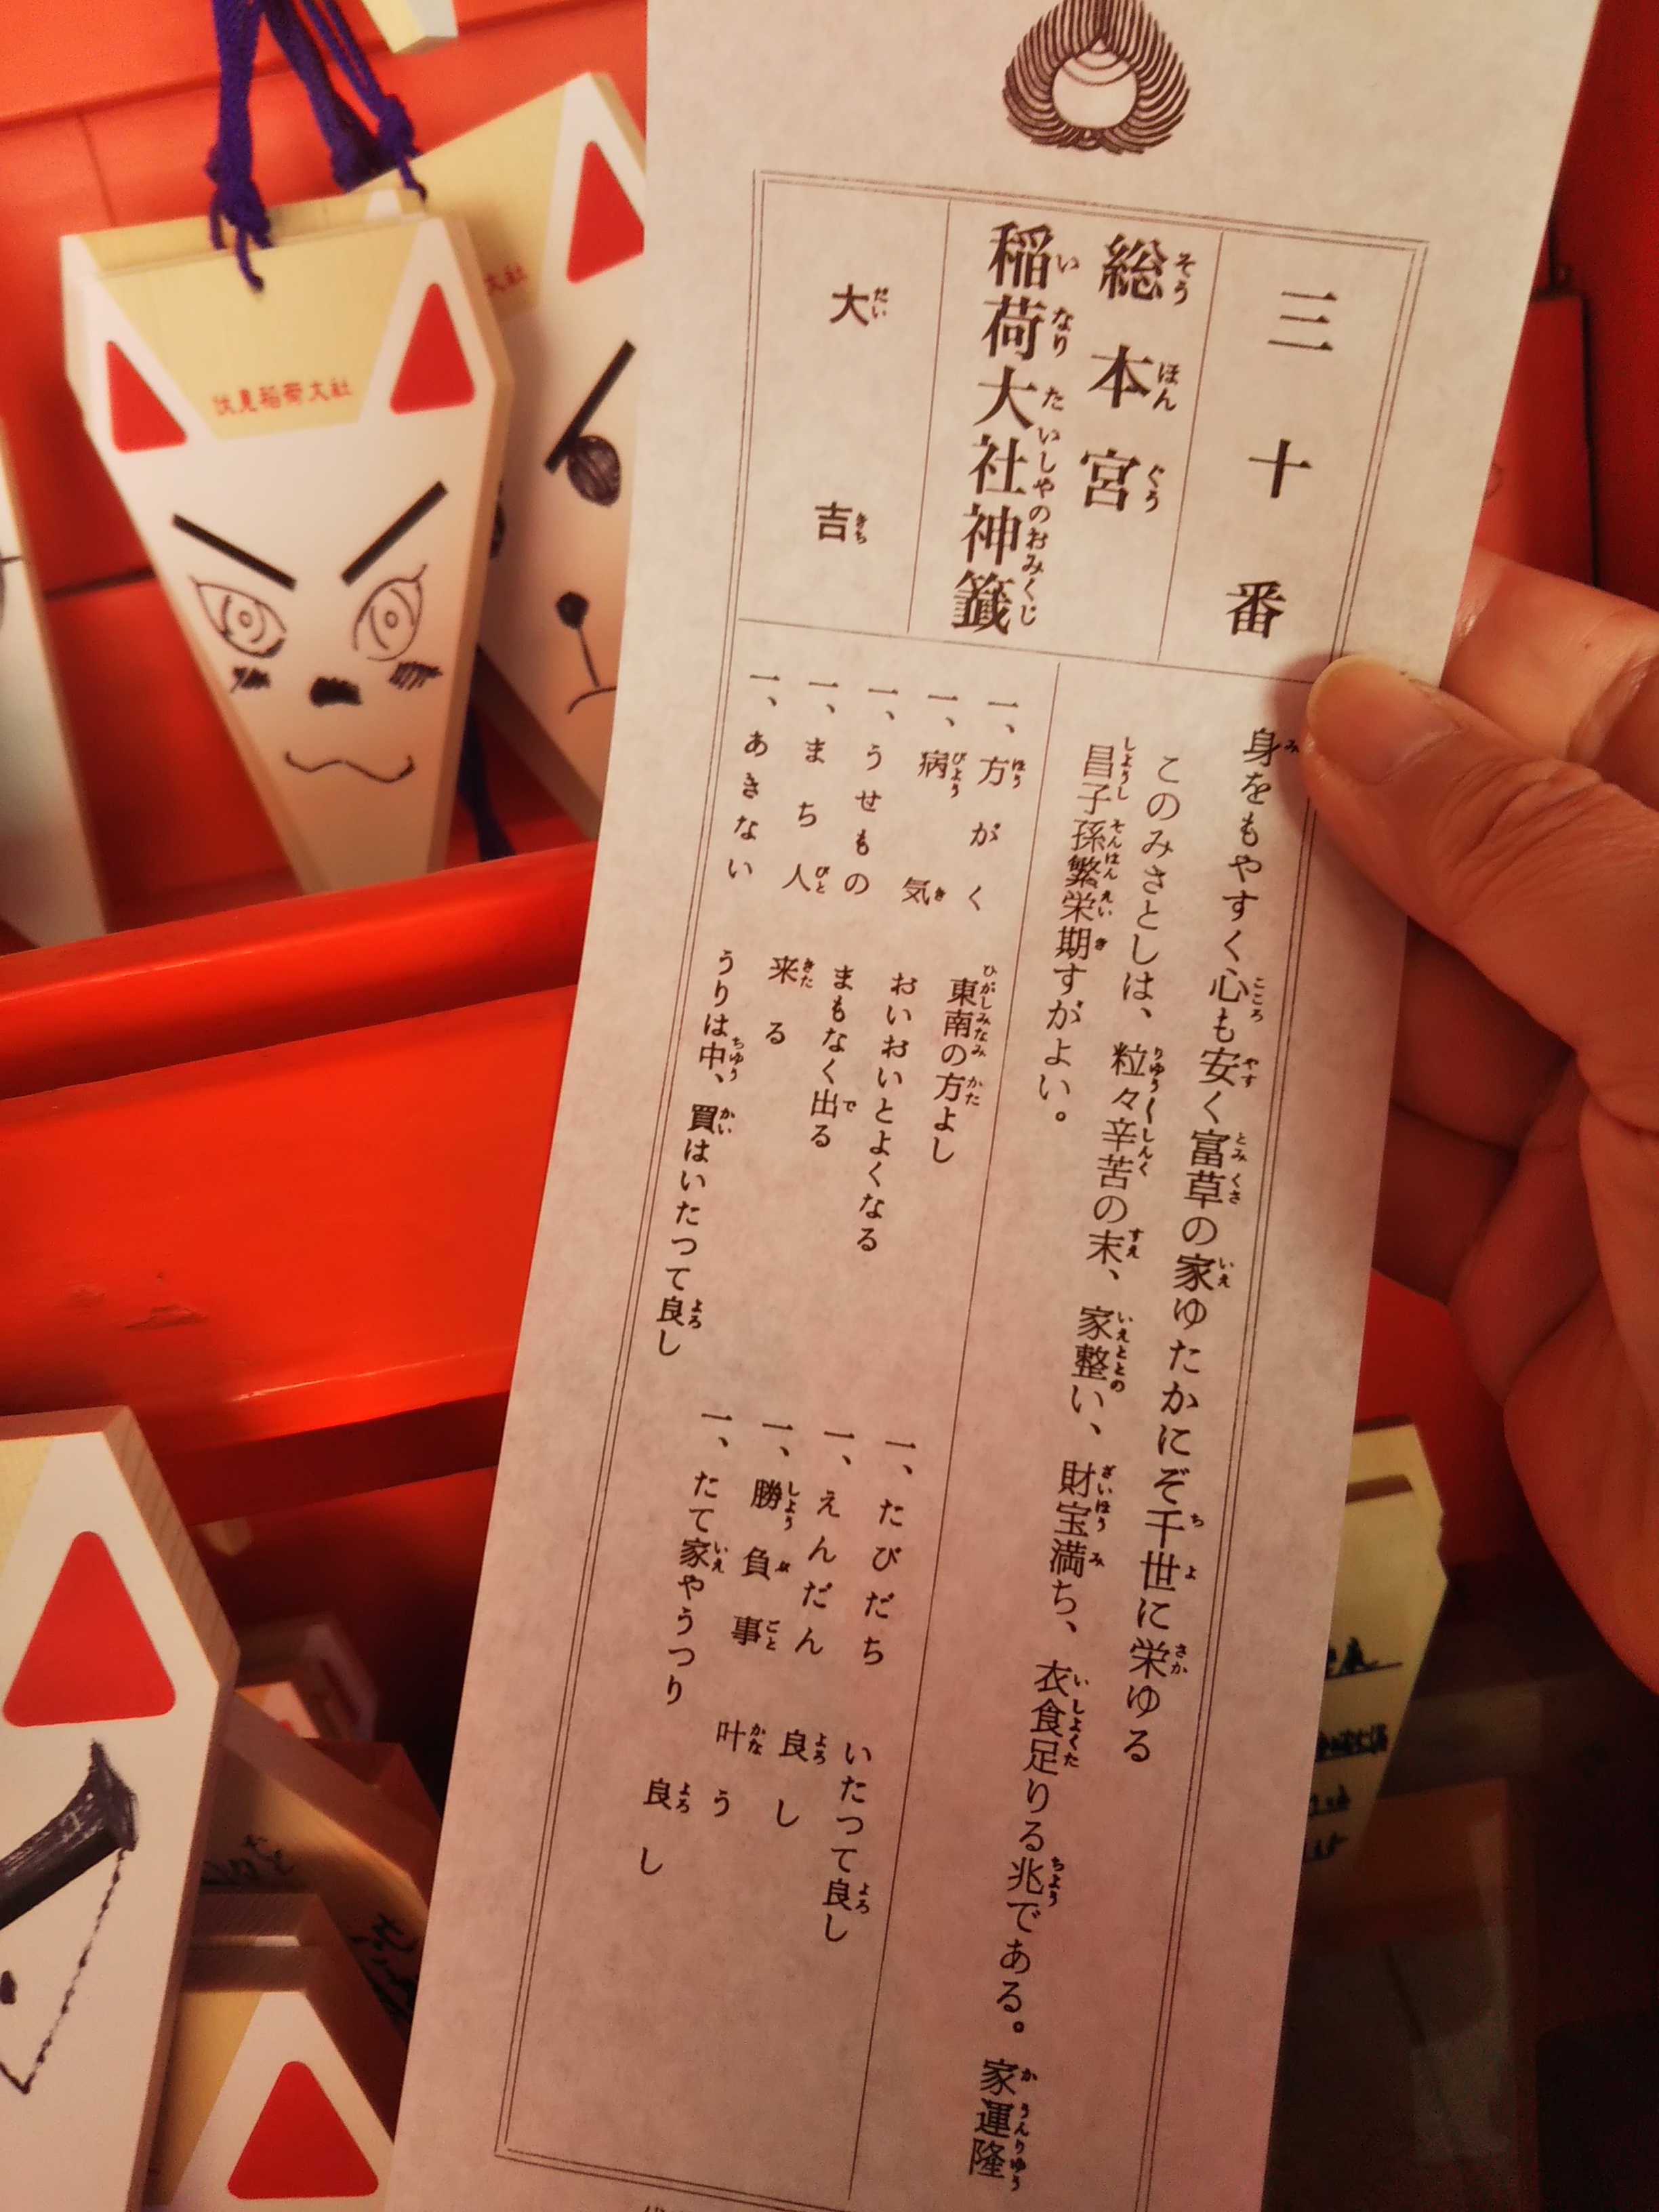 三十番
総本宮
稲荷大社神籤
大吉
身をもやすく心も安く富草の家ゆたかにぞ千世に栄ゆる
このみさとしは、粒々辛苦の末、家整い、財宝満ち、衣食足りる兆である。家運隆
昌子孫繁栄期すがよい。
一、方がく 東南の方よし
一、病気 おいおいとよくなる
一、うせもの まもなく出る
一、まち人 来る
一、あきない うりは中、買はいたつて良し
一、たびだち いたつて良し
一、えんだん 良し
一、勝負事 叶う
一、たて家やうつり 良し
伏見稲荷大社